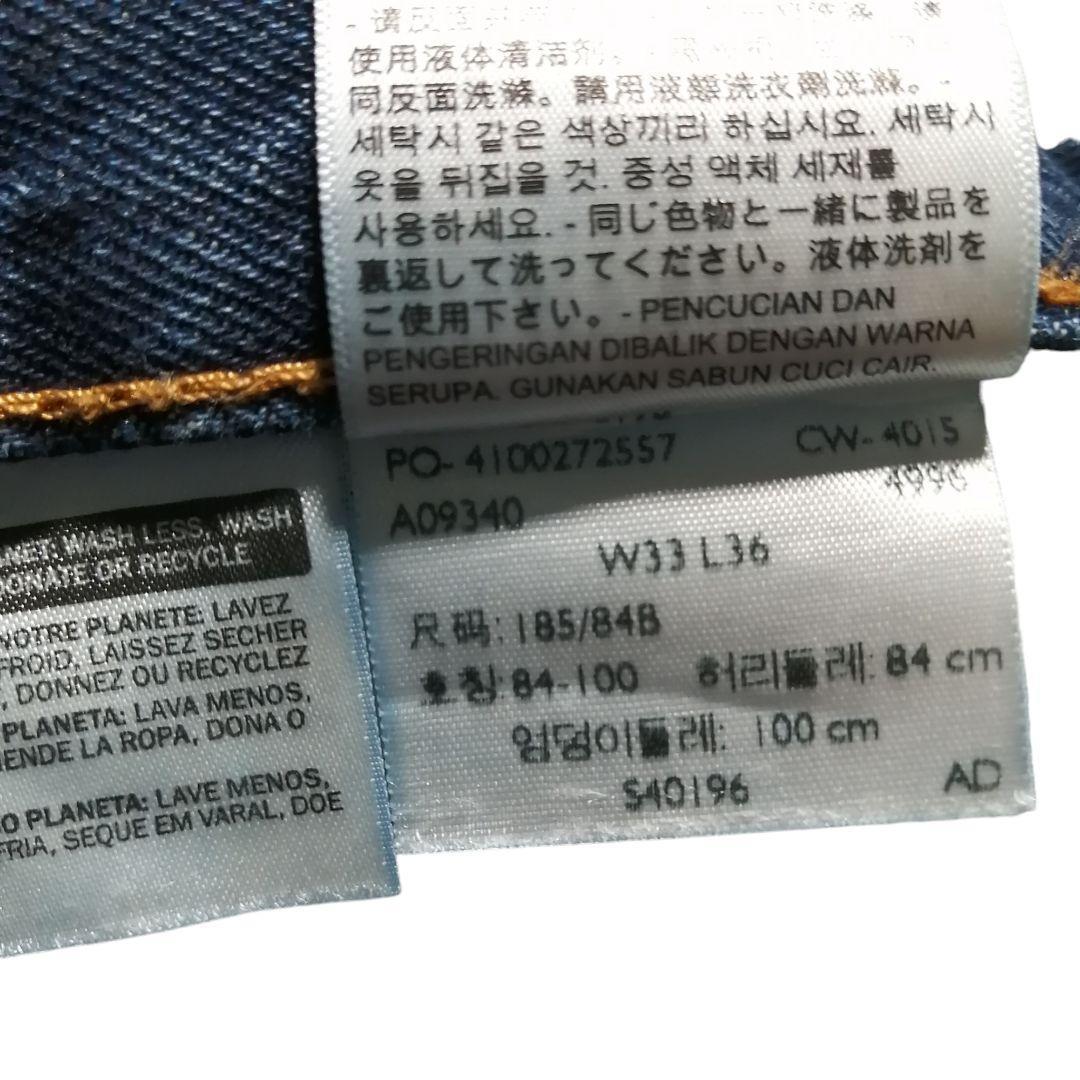 使用液体清洁剂。
同反面洗滌。請用液體洗衣劑洗滌。-
세탁시 같은 색상끼리 하십시요. 세탁시
옷을 뒤집을 것. 중성 액체 세제를
사용하세요. - 同じ色物と一緒に製品を
裏返して洗ってください。液体洗剤を
ご使用下さい。- PENCUCIAN DAN
PENGERINGAN DIBALIK DENGAN WARNA
SERUPA. GUNAKAN SABUN CUCI CAIR.
PO- 4100272557 CW- 4015
4996
A09340
W33 L36
尺码: 185/84B
호칭: 84-100 허리둘레: 84 cm
엉덩이둘레: 100 cm
S40196 AD
WASH LESS, WASH
DONATE OR RECYCLE
NOTRE PLANETE: LAVEZ
FROID, LAISSEZ SECHER
, DONNEZ OU RECYCLEZ
PLANETA: LAVA MENOS,
IENDE LA ROPA, DONA O
O PLANETA: LAVE MENOS,
FRIA, SEQUE EM VARAL, DOE